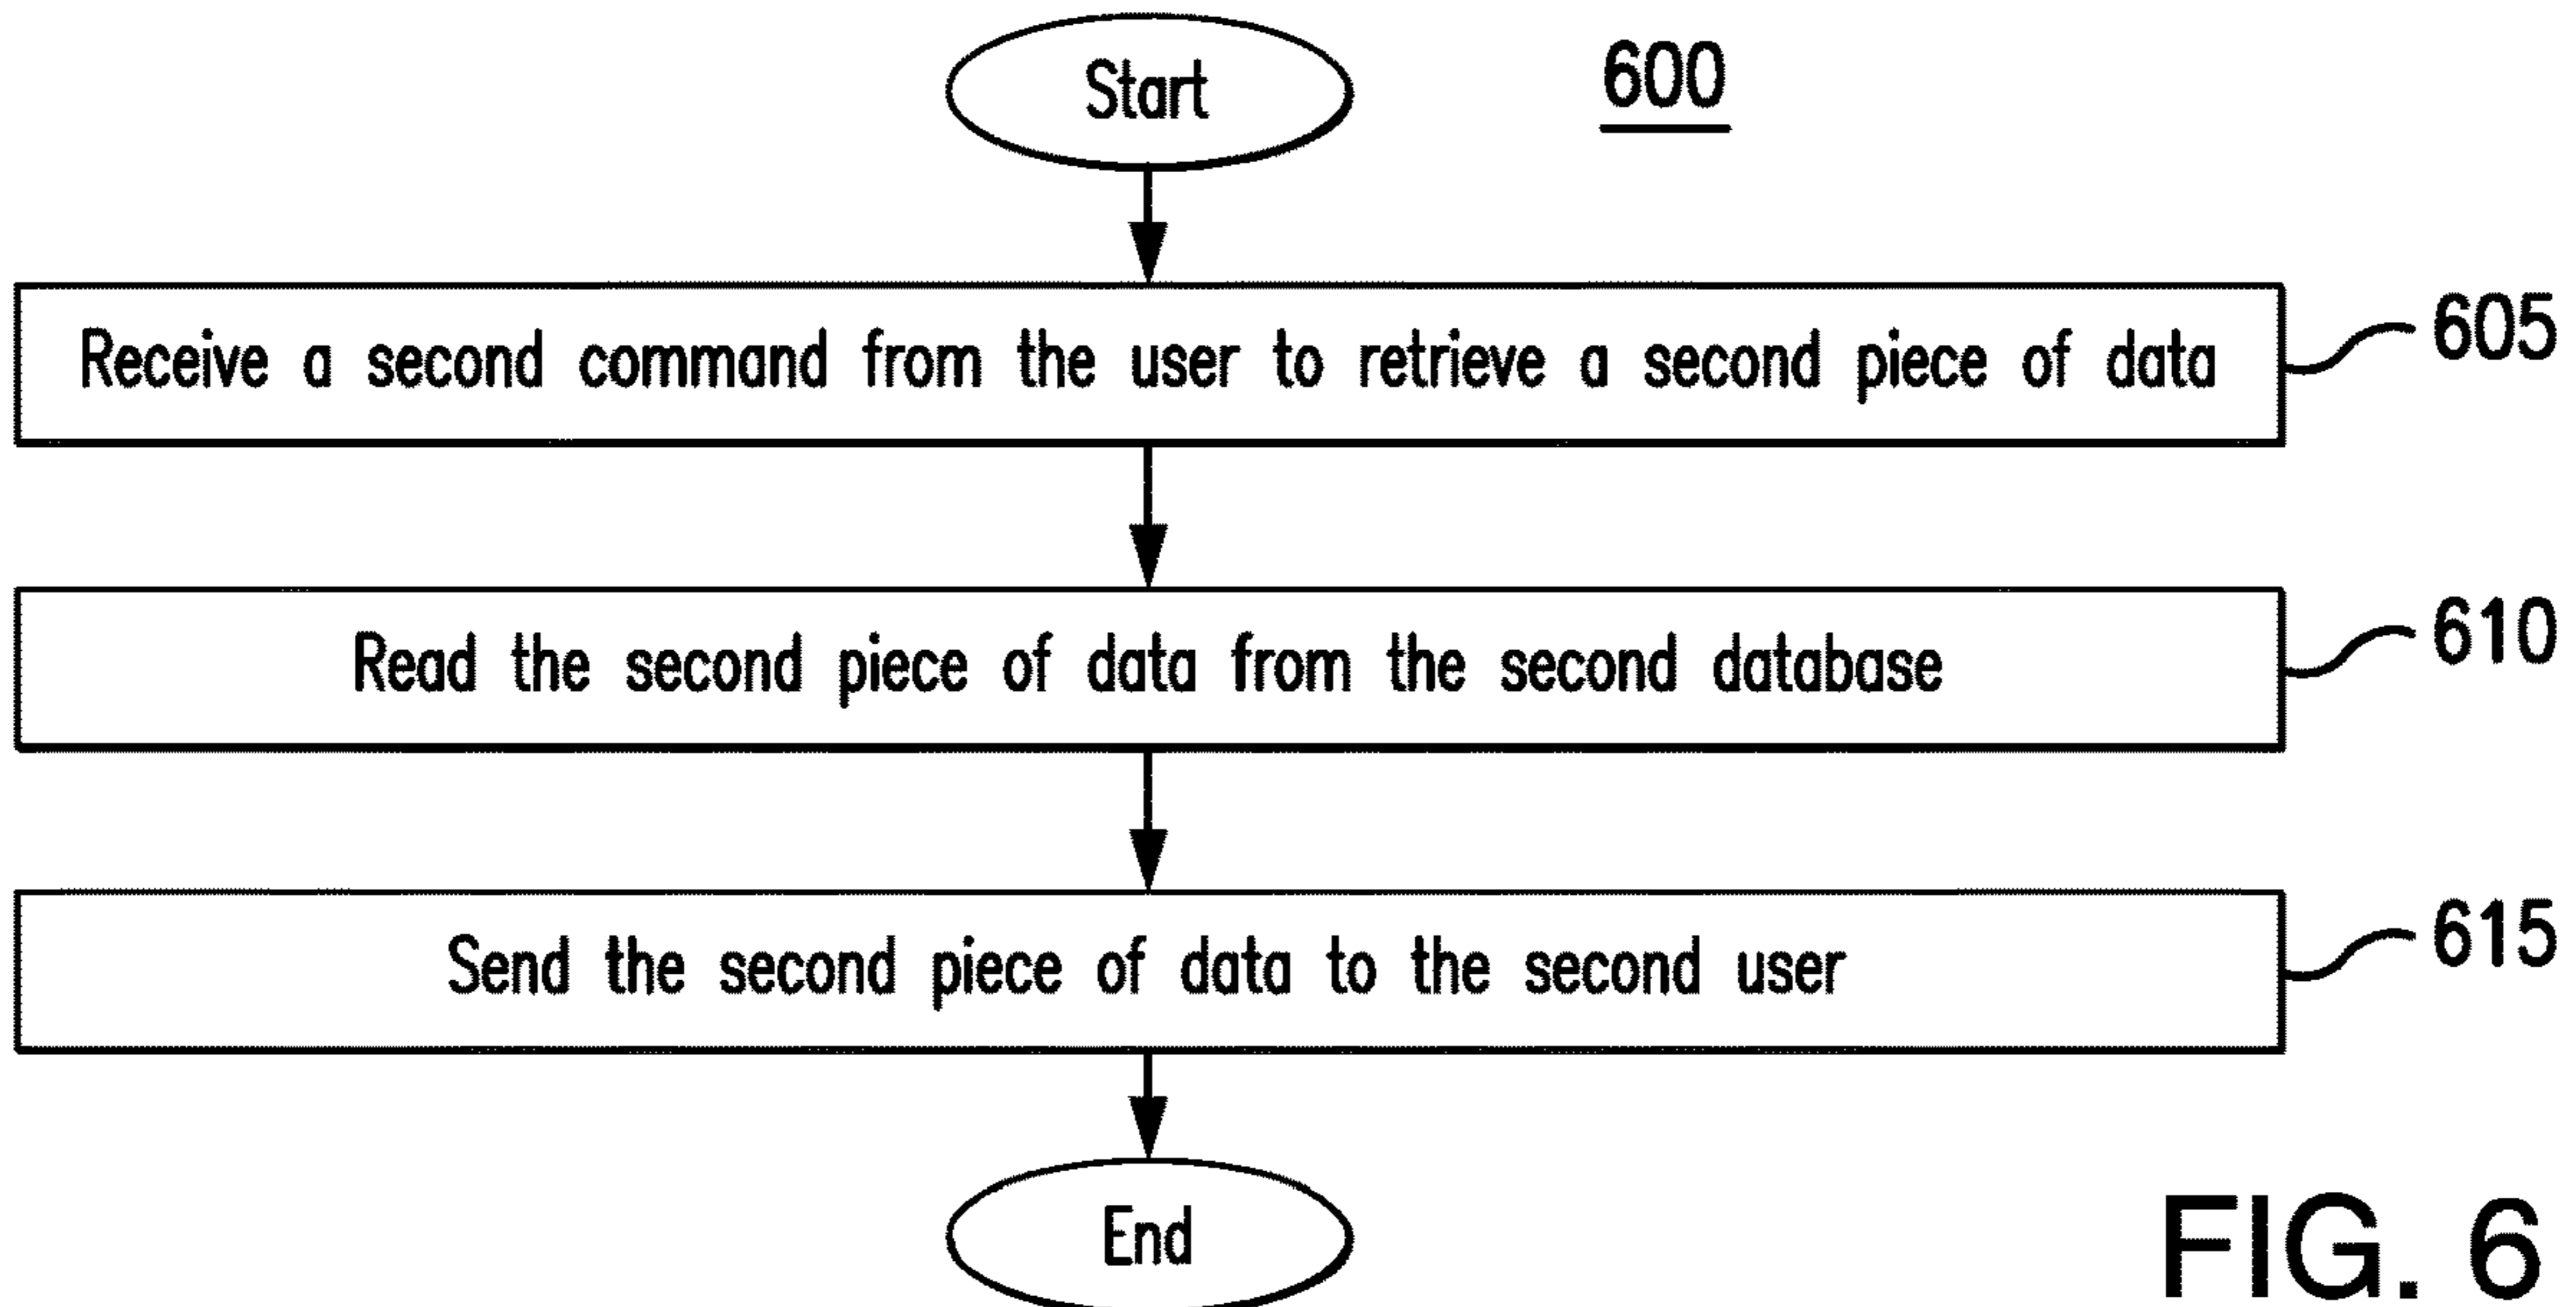 Start
600
Receive a second command from the user to retrieve a second piece of data
605
Read the second piece of data from the second database
610
Send the second piece of data to the second user
615
End
FIG. 6